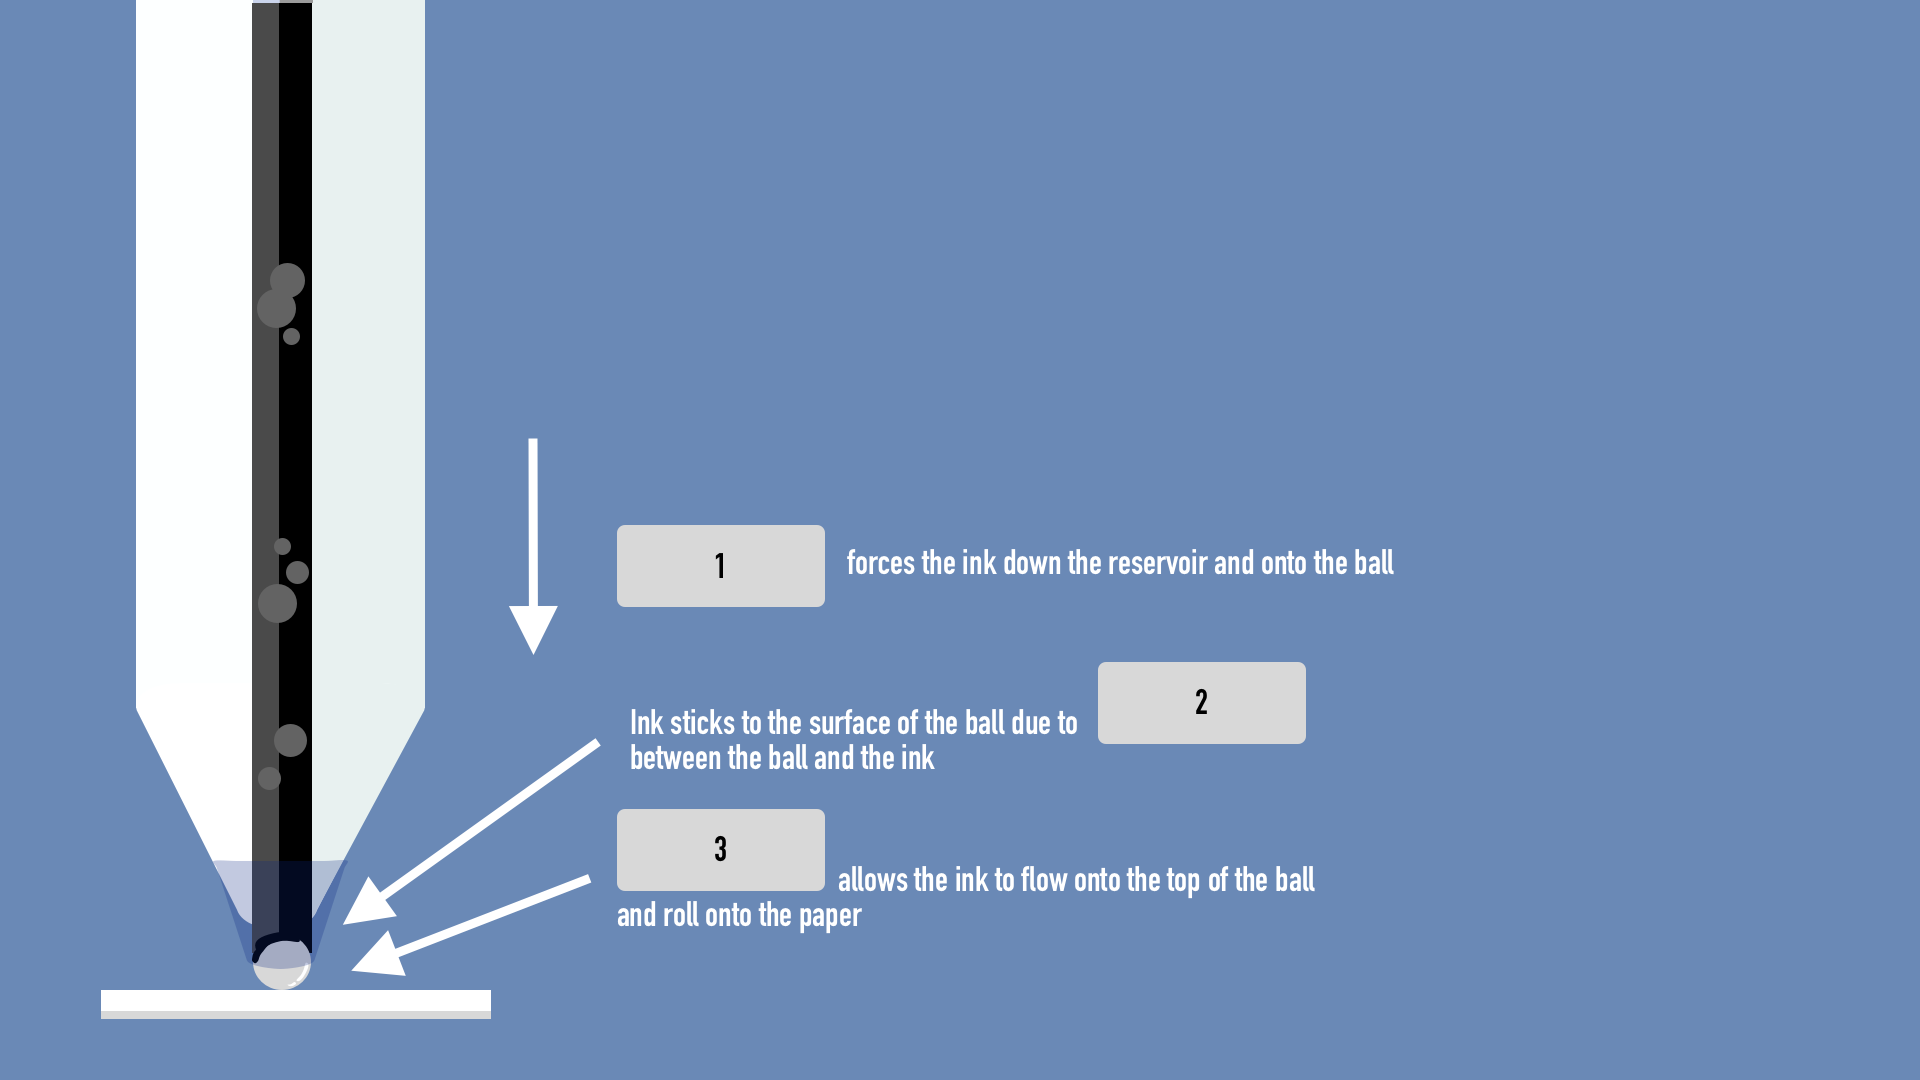 1 forces the ink down the reservoir and onto the ball
Ink sticks to the surface of the ball due to 2
between the ball and the ink
3 allows the ink to flow onto the top of the ball
and roll onto the paper